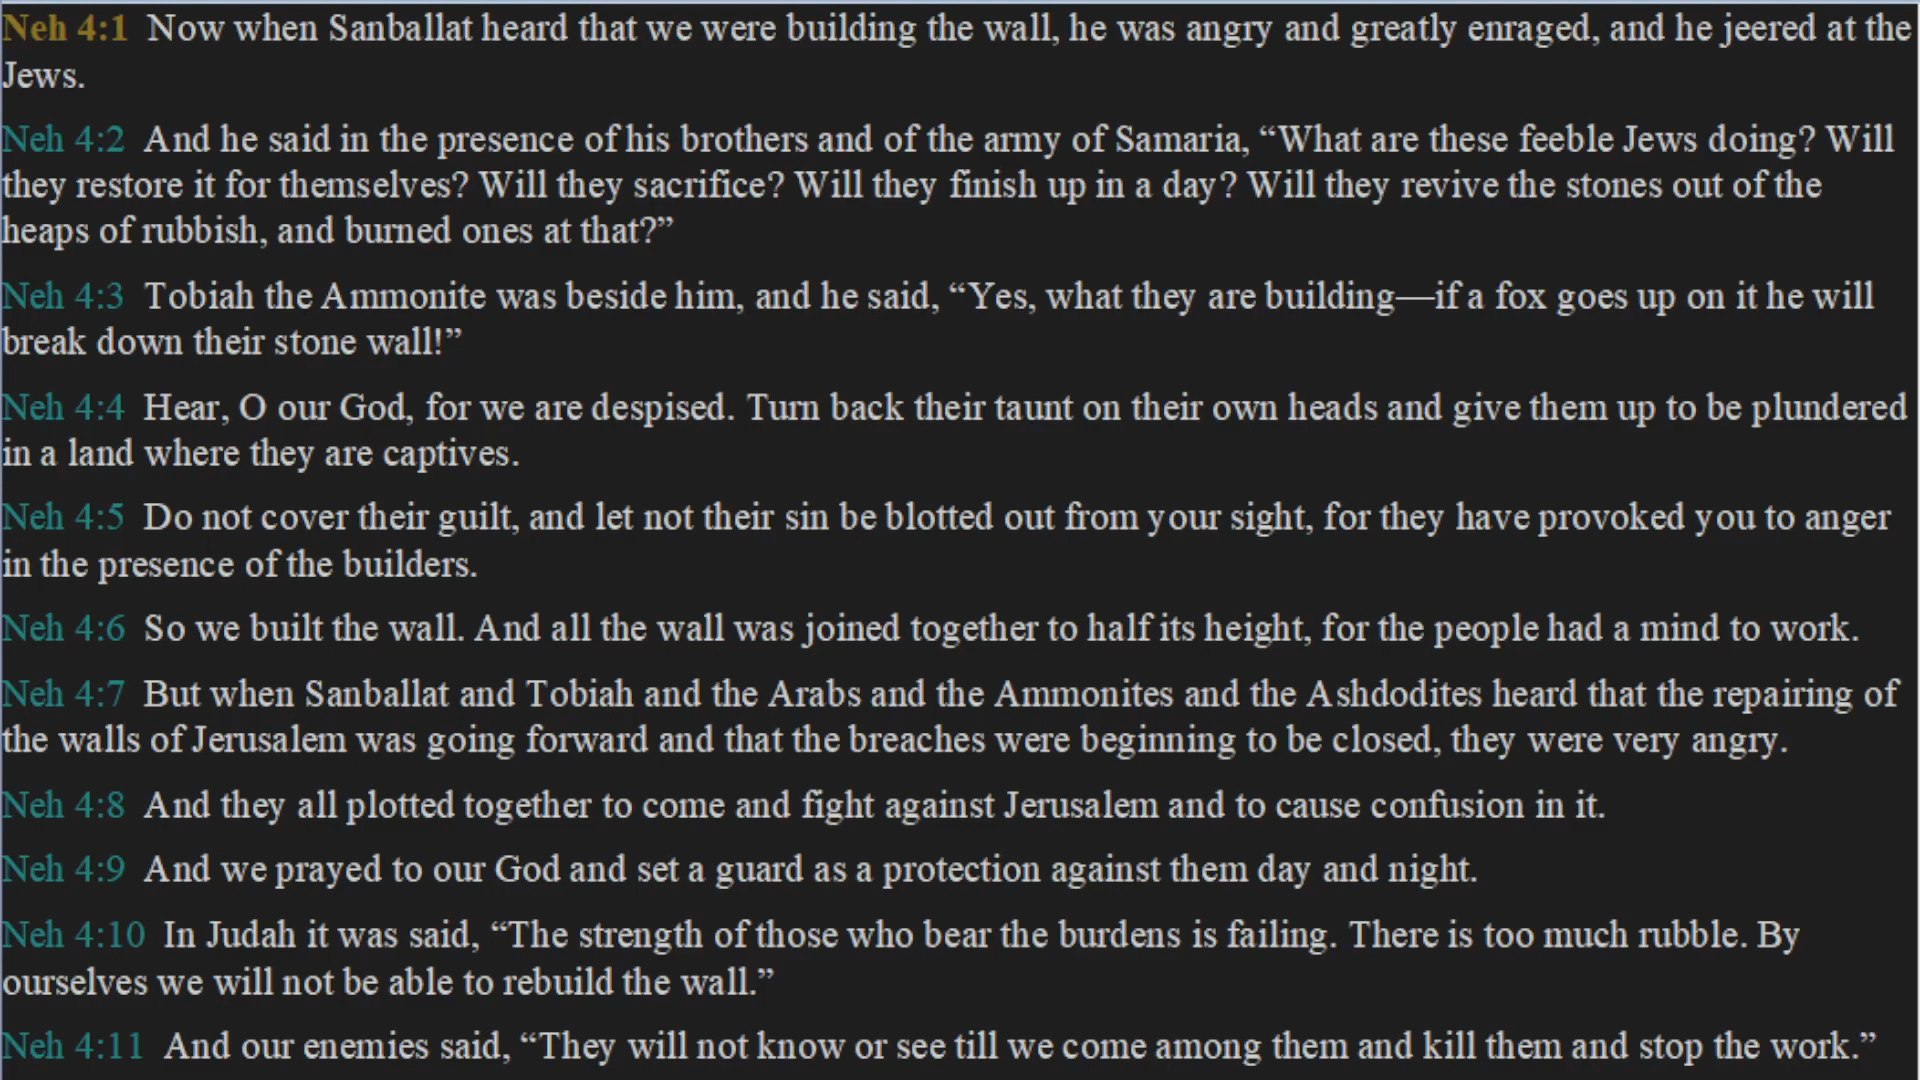 Neh 4:1 Now when Sanballat heard that we were building the wall, he was angry and greatly enraged, and he jeered at the
Jews.
Neh 4:2 And he said in the presence of his brothers and of the army of Samaria, “What are these feeble Jews doing? Will
they restore it for themselves? Will they sacrifice? Will they finish up in a day? Will they revive the stones out of the
heaps of rubbish, and burned ones at that?”
Neh 4:3 Tobiah the Ammonite was beside him, and he said, “Yes, what they are building—if a fox goes up on it he will
break down their stone wall!”
Neh 4:4 Hear, O our God, for we are despised. Turn back their taunt on their own heads and give them up to be plundered
in a land where they are captives.
Neh 4:5 Do not cover their guilt, and let not their sin be blotted out from your sight, for they have provoked you to anger
in the presence of the builders.
Neh 4:6 So we built the wall. And all the wall was joined together to half its height, for the people had a mind to work.
Neh 4:7 But when Sanballat and Tobiah and the Arabs and the Ammonites and the Ashdodites heard that the repairing of
the walls of Jerusalem was going forward and that the breaches were beginning to be closed, they were very angry.
Neh 4:8 And they all plotted together to come and fight against Jerusalem and to cause confusion in it.
Neh 4:9 And we prayed to our God and set a guard as a protection against them day and night.
Neh 4:10 In Judah it was said, “The strength of those who bear the burdens is failing. There is too much rubble. By
ourselves we will not be able to rebuild the wall.”
Neh 4:11 And our enemies said, “They will not know or see till we come among them and kill them and stop the work.”